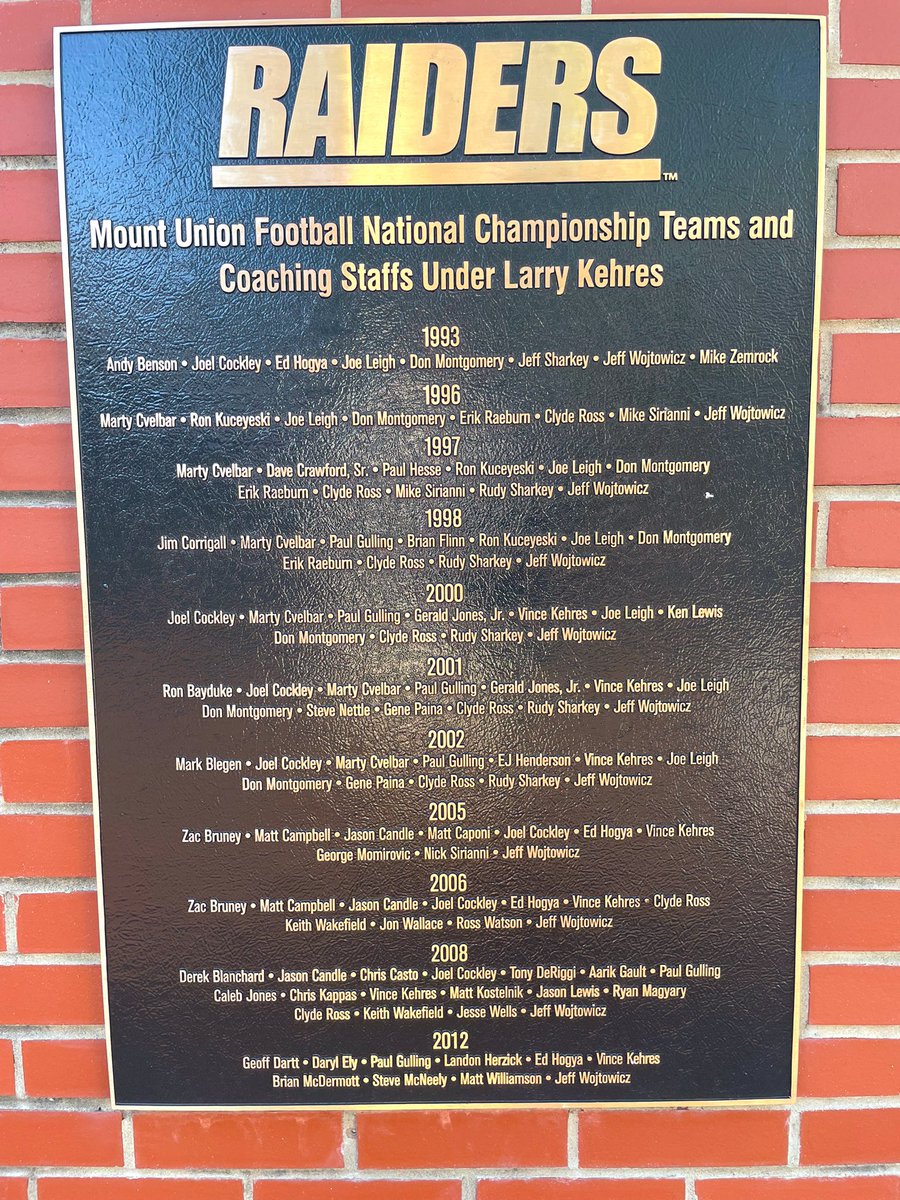 RAIDERS™
Mount Union Football National Championship Teams and
Coaching Staffs Under Larry Kehres
1993
Andy Benson • Joel Cockley • Ed Hogya • Joe Leigh • Don Montgomery • Jeff Sharkey • Jeff Wojtowicz • Mike Zemrock
1996
Marty Cvelbar • Ron Kuceyeski • Joe Leigh • Don Montgomery • Erik Raeburn • Clyde Ross • Mike Sirianni • Jeff Wojtowicz
1997
Marty Cvelbar • Dave Crawford, Sr. • Paul Hesse • Ron Kuceyeski • Joe Leigh • Don Montgomery
Erik Raeburn • Clyde Ross • Mike Sirianni • Rudy Sharkey • Jeff Wojtowicz
1998
Jim Corrigall • Marty Cvelbar • Paul Gulling • Brian Flinn • Ron Kuceyeski • Joe Leigh • Don Montgomery
Erik Raeburn • Clyde Ross • Rudy Sharkey • Jeff Wojtowicz
2000
Joel Cockley • Marty Cvelbar • Paul Gulling • Gerald Jones, Jr. • Vince Kehres • Joe Leigh • Ken Lewis
Don Montgomery • Clyde Ross • Rudy Sharkey • Jeff Wojtowicz
2001
Ron Bayduke • Joel Cockley • Marty Cvelbar • Paul Gulling • Gerald Jones, Jr. • Vince Kehres • Joe Leigh
Don Montgomery • Steve Nettle • Gene Paina • Clyde Ross • Rudy Sharkey • Jeff Wojtowicz
2002
Mark Blegen • Joel Cockley • Marty Cvelbar • Paul Gulling • EJ Henderson • Vince Kehres • Joe Leigh
Don Montgomery • Gene Paina • Clyde Ross • Rudy Sharkey • Jeff Wojtowicz
2005
Zac Bruney • Matt Campbell • Jason Candle • Matt Caponi • Joel Cockley • Ed Hogya • Vince Kehres
George Momirovic • Nick Sirianni • Jeff Wojtowicz
2006
Zac Bruney • Matt Campbell • Jason Candle • Joel Cockley • Ed Hogya • Vince Kehres • Clyde Ross
Keith Wakefield • Jon Wallace • Ross Watson • Jeff Wojtowicz
2008
Derek Blanchard • Jason Candle • Chris Casto • Joel Cockley • Tony DeRiggi • Aarik Gault • Paul Gulling
Caleb Jones • Chris Kappas • Vince Kehres • Matt Kostelnik • Jason Lewis • Ryan Magyary
Clyde Ross • Keith Wakefield • Jesse Wells • Jeff Wojtowicz
2012
Geoff Dartt • Daryl Ely • Paul Gulling • Landon Herzick • Ed Hogya • Vince Kehres
Brian McDermott • Steve McNeely • Matt Williamson • Jeff Wojtowicz